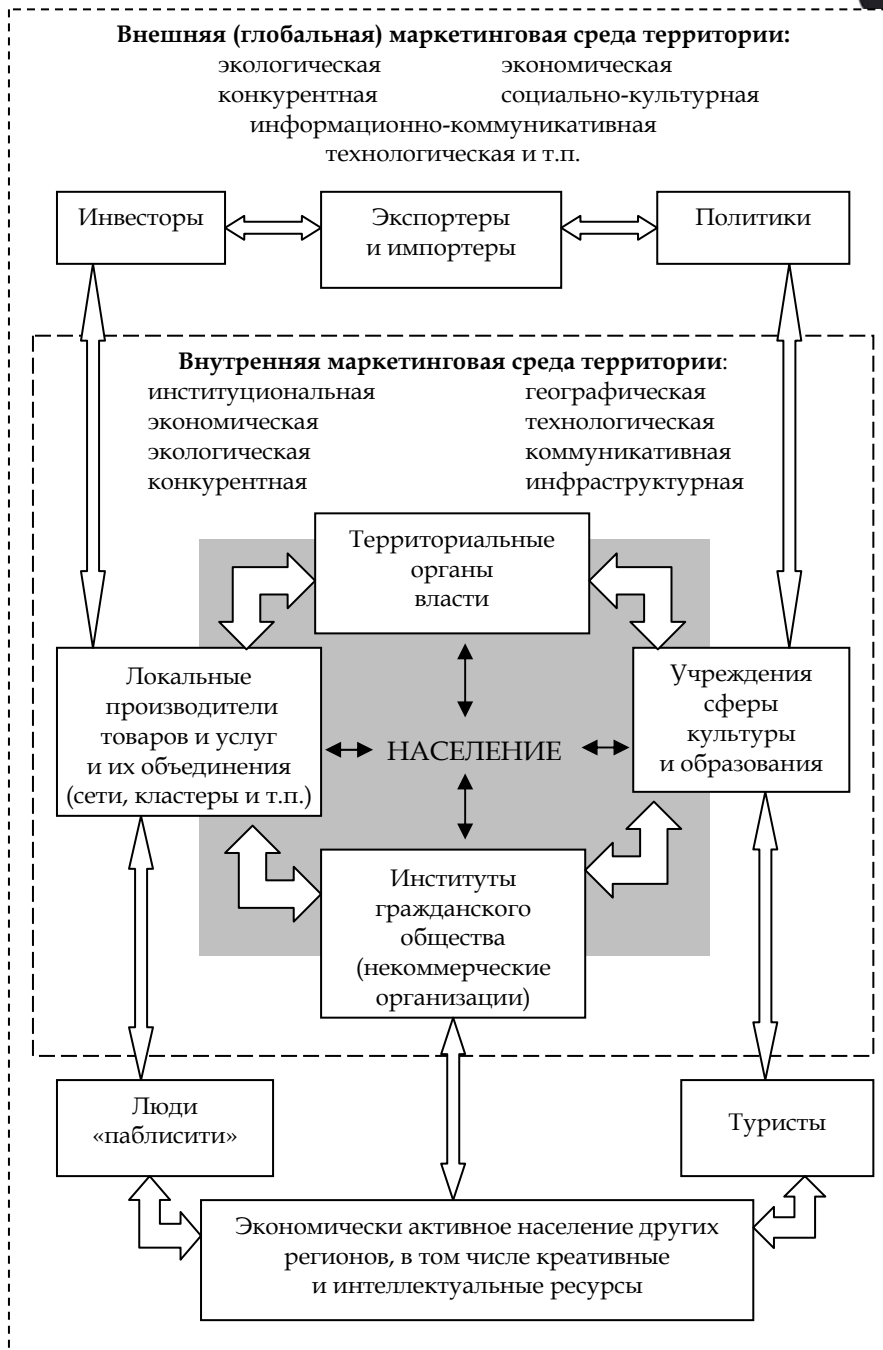 Внешняя (глобальная) маркетинговая среда территории:
экологическая экономическая
конкурентная социально-культурная
информационно-коммуникативная
технологическая и т.п.
Инвесторы
Экспортеры
и импортеры
Политики
Внутренняя маркетинговая среда территории:
институциональная географическая
экономическая технологическая
экологическая коммуникативная
конкурентная инфраструктурная
Территориальные
органы
власти
Локальные
производители
товаров и услуг
и их объединения
(сети, кластеры и т.п.)
НАСЕЛЕНИЕ
Учреждения
сферы
культуры
и образования
Институты
гражданского
общества
(некоммерческие
организации)
Люди
«паблисити»
Туристы
Экономически активное население других
регионов, в том числе креативные
и интеллектуальные ресурсы